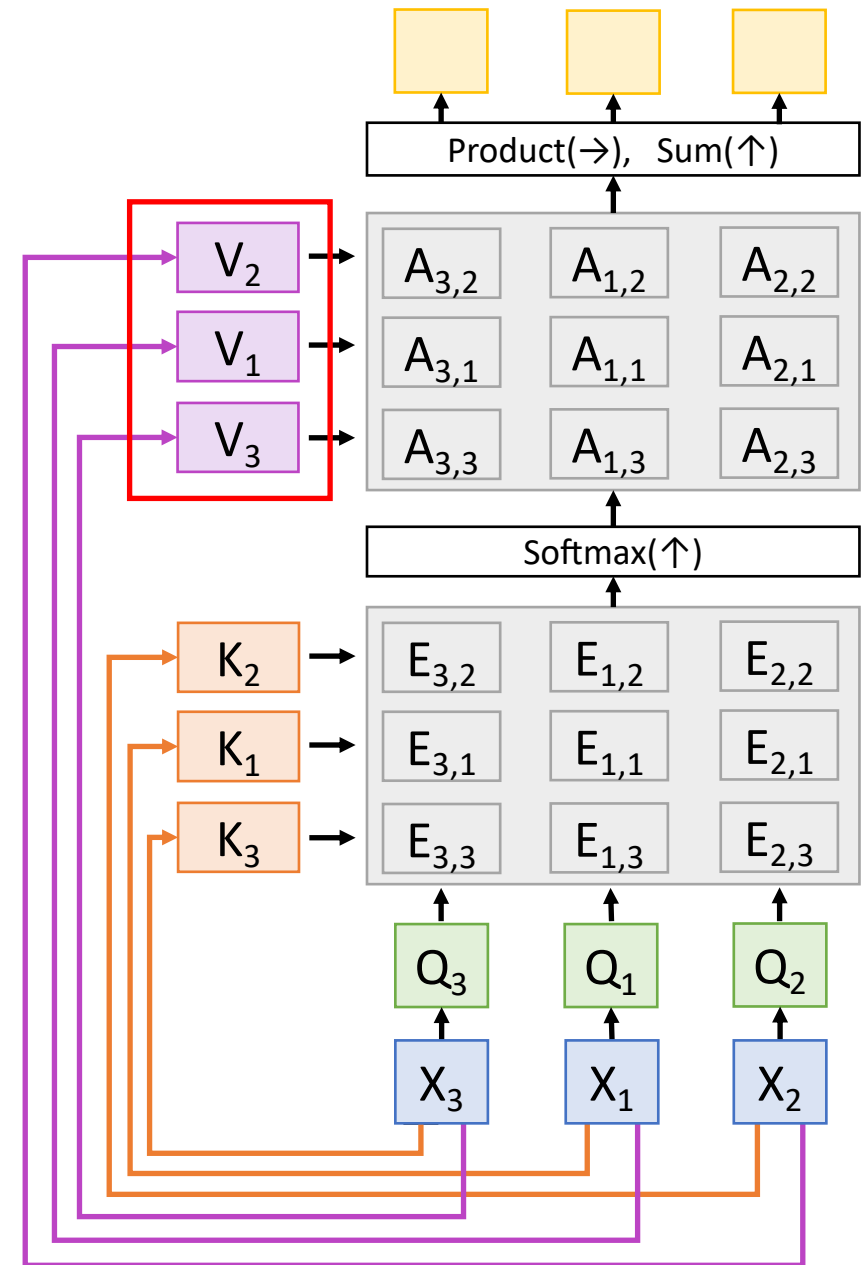 Product(→), Sum(↑)
V2 A3,2 A1,2 A2,2
V1 A3,1 A1,1 A2,1
V3 A3,3 A1,3 A2,3
Softmax(↑)
K2 E3,2 E1,2 E2,2
K1 E3,1 E1,1 E2,1
K3 E3,3 E1,3 E2,3
Q3 Q1 Q2
X3 X1 X2